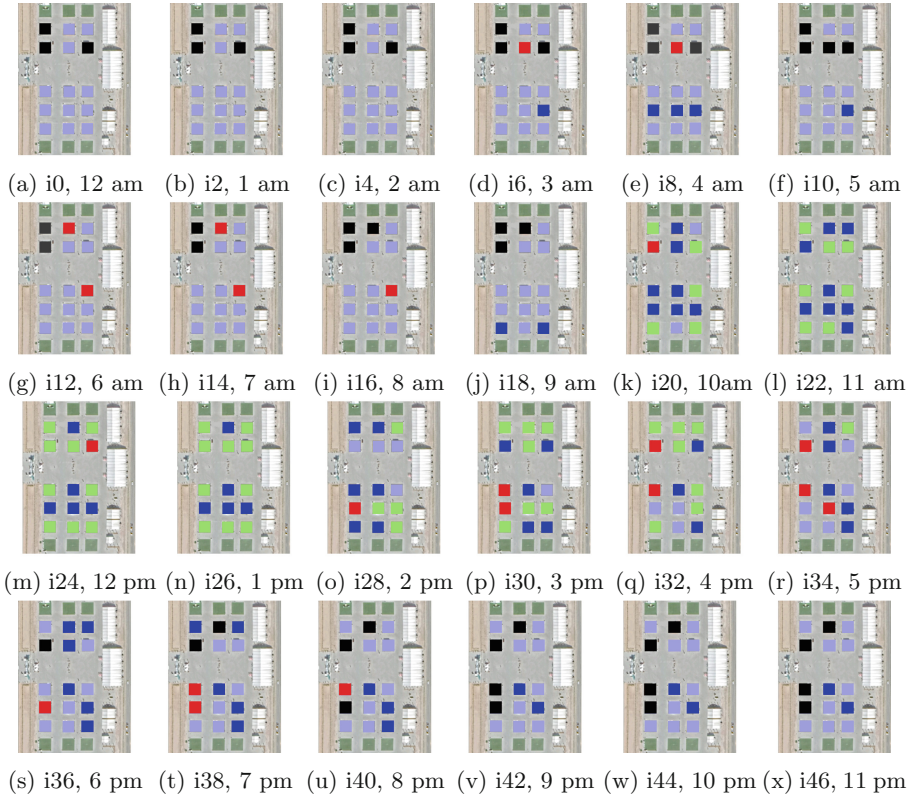 (a) i0, 12 am (b) i2, 1 am (c) i4, 2 am (d) i6, 3 am (e) i8, 4 am (f) i10, 5 am
(g) i12, 6 am (h) i14, 7 am (i) i16, 8 am (j) i18, 9 am (k) i20, 10am (l) i22, 11 am
(m) i24, 12 pm (n) i26, 1 pm (o) i28, 2 pm (p) i30, 3 pm (q) i32, 4 pm (r) i34, 5 pm
(s) i36, 6 pm (t) i38, 7 pm (u) i40, 8 pm (v) i42, 9 pm (w) i44, 10 pm (x) i46, 11 pm